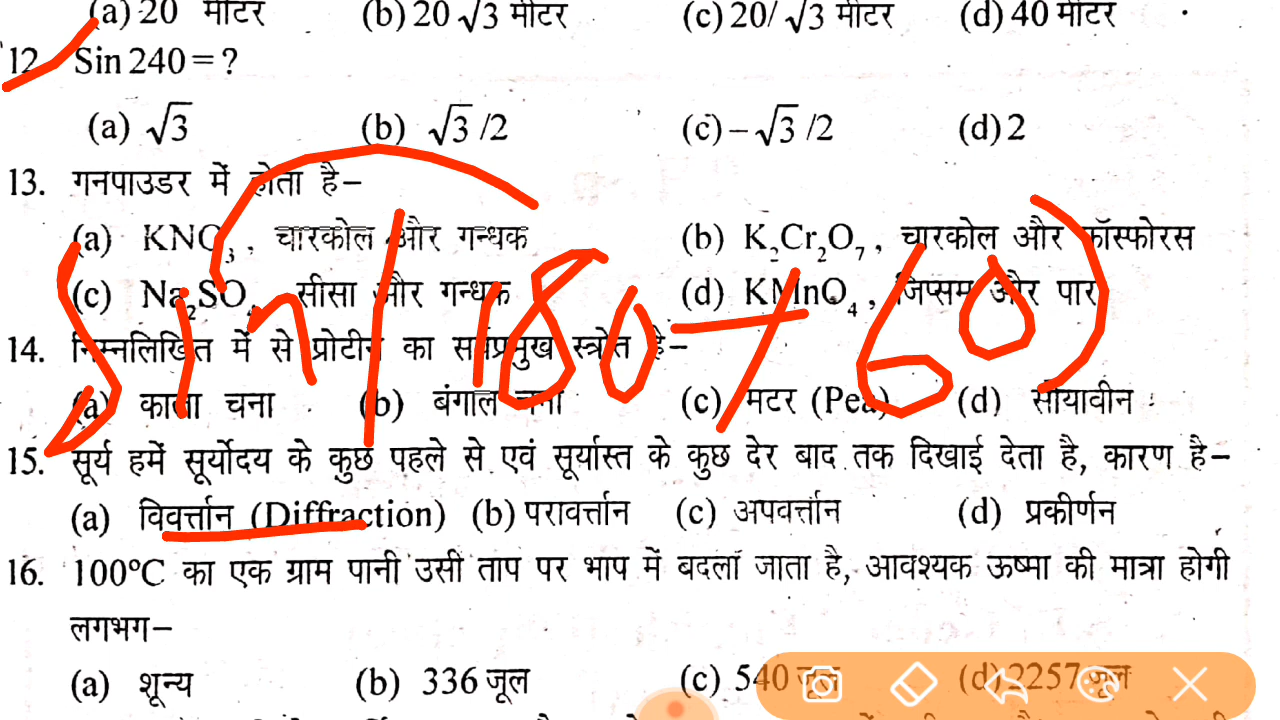 (a) 20 मीटर (b) 20 √3 मीटर (c) 20/ √3 मीटर (d) 40 मीटर
12. Sin 240 = ?
(a) √3 (b) √3 /2 (c) – √3 /2 (d) 2
13. गनपाउडर में होता है–
(a) KNO3, चारकोल और गन्धक (b) K2Cr2O7, चारकोल और फॉस्फोरस
(c) Na2SO4, सीसा और गन्धक (d) KMnO4, जिप्सम और पारा
Sin(180+60)
14. निम्नलिखित में से प्रोटीन का सर्वप्रमुख स्त्रोत है–
(a) काला चना (b) बंगाल चना (c) मटर (Pea) (d) सोयावीन
15. सूर्य हमें सूर्योदय के कुछ पहले से एवं सूर्यास्त के कुछ देर बाद तक दिखाई देता है, कारण है–
(a) विवर्त्तान (Diffraction) (b) परावर्त्तान (c) अपवर्त्तान (d) प्रकीर्णन
16. 100°C का एक ग्राम पानी उसी ताप पर भाप में बदला जाता है, आवश्यक ऊष्मा की मात्रा होगी
लगभग–
(a) शून्य (b) 336 जूल (c) 540 जूल (d) 2257 जूल